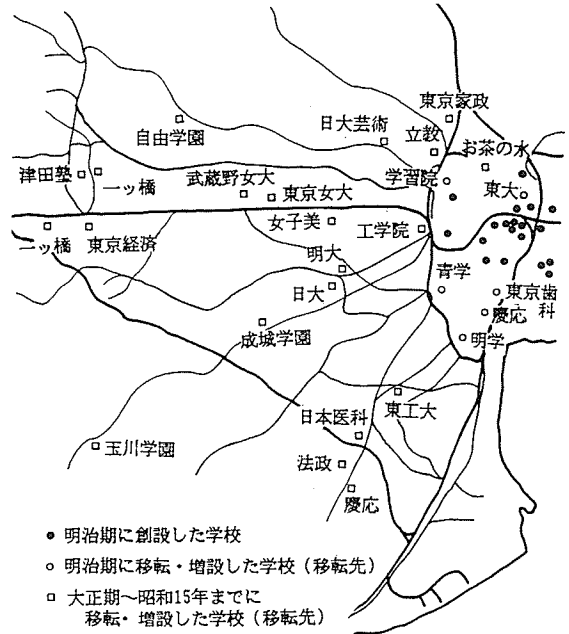 東京家政
日大芸術
立教
お茶の水
自由学園
学習院
東大
津田塾
一ッ橋
武蔵野女大
東京女大
女子美
工学院
一ッ橋
東京経済
明大
青学
日大
東京歯科
慶応
成城学園
明学
東工大
日本医科
玉川学園
法政
慶応
明治期に創設した学校
明治期に移転・増設した学校（移転先）
大正期〜昭和15年までに
移転・増設した学校（移転先）